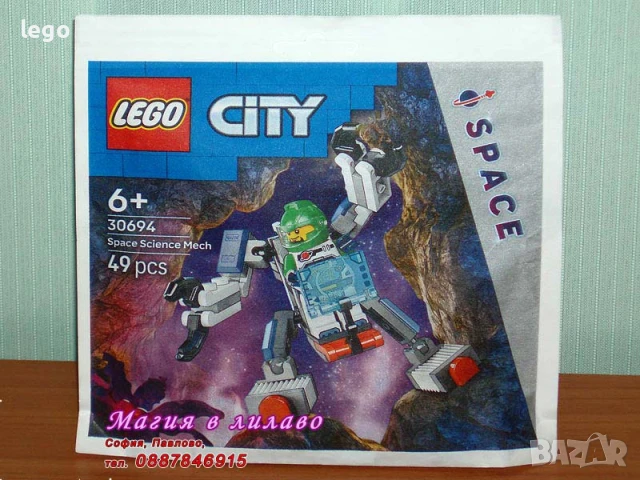 lego
LEGO
CITY
SPACE
6+
30694
Space Science Mech
49 pcs
Магия в лилаво
София, Павлово,
тел. 0887846915
BAZAR